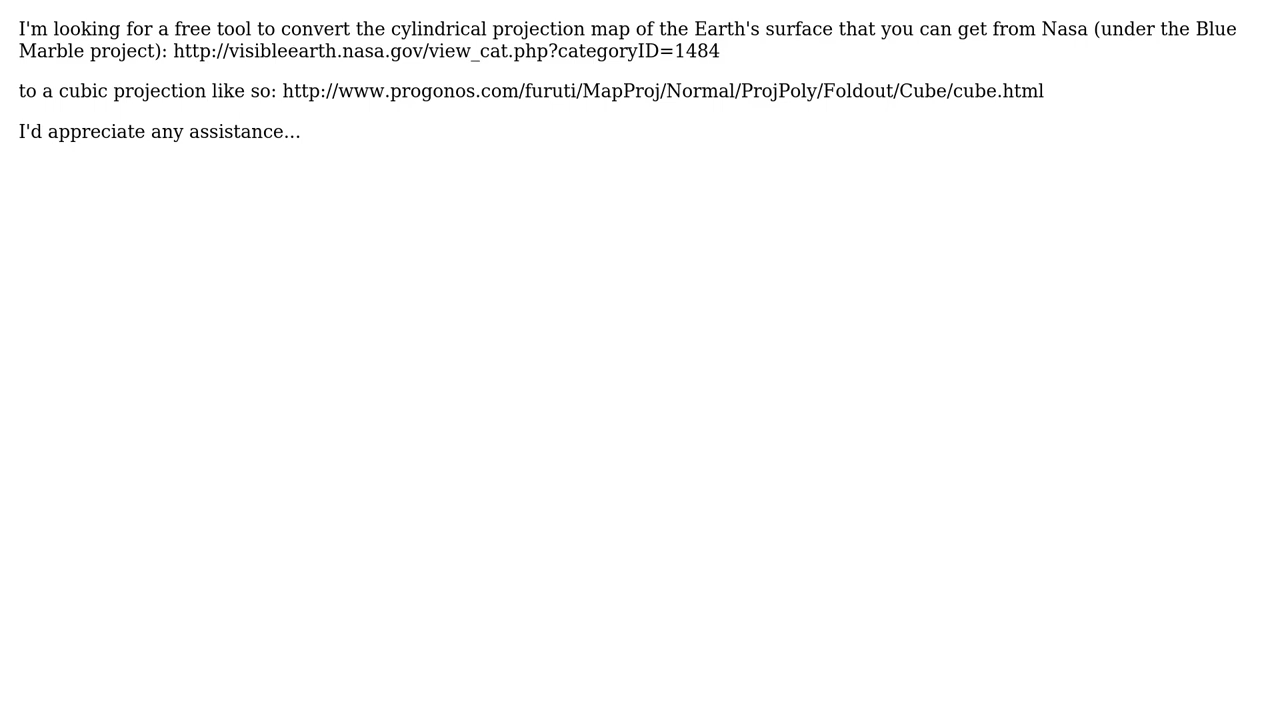 I'm looking for a free tool to convert the cylindrical projection map of the Earth's surface that you can get from Nasa (under the Blue
Marble project): http://visibleearth.nasa.gov/view_cat.php?categoryID=1484
to a cubic projection like so: http://www.progonos.com/furuti/MapProj/Normal/ProjPoly/Foldout/Cube/cube.html
I'd appreciate any assistance...